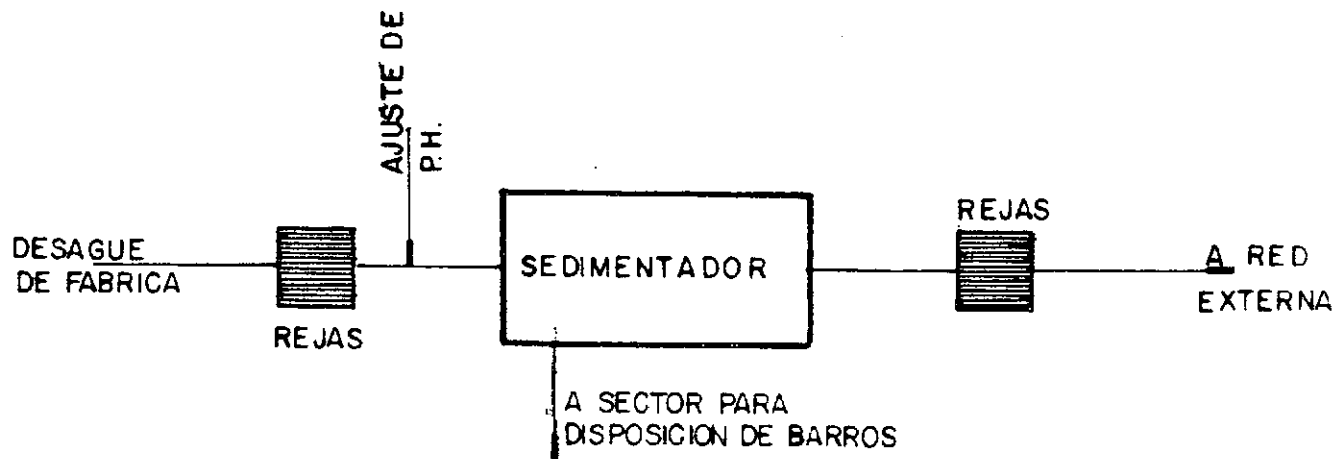 AJUSTE DE
P.H.
DESAGUE
DE FABRICA
REJAS
SEDIMENTADOR
REJAS
A RED
EXTERNA
A SECTOR PARA
DISPOSICION DE BARROS